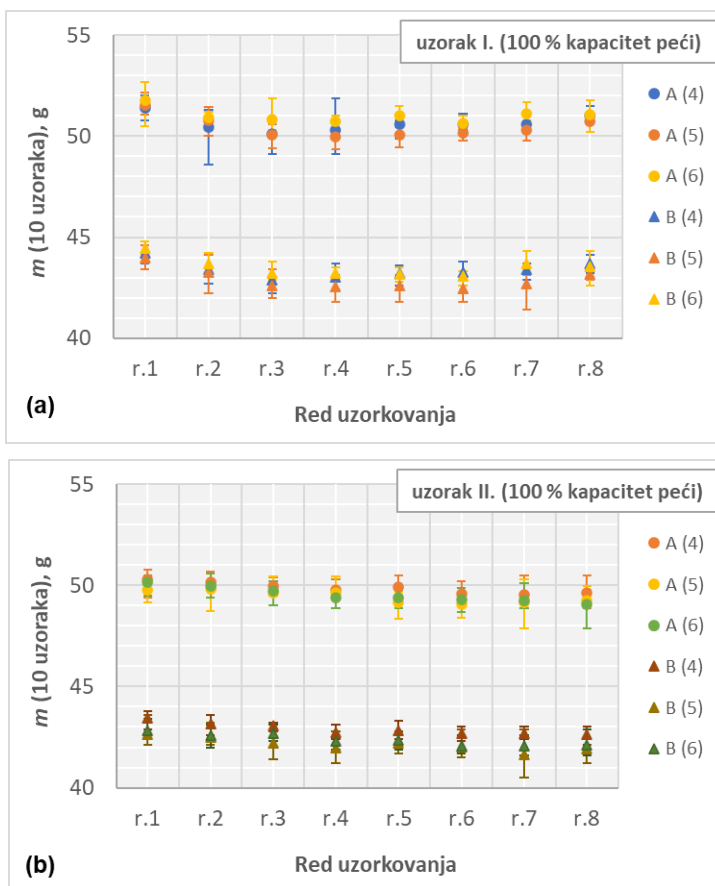 55
uzorak I. (100 % kapacitet peći)
A (4)
50
A (5)
A (6)
B (4)
45
B (5)
B (6)
40
m (10 uzoraka), g
r.1 r.2 r.3 r.4 r.5 r.6 r.7 r.8
(a)
Red uzorkovanja
55
uzorak II. (100 % kapacitet peći)
A (4)
50
A (5)
A (6)
B (4)
45
B (5)
B (6)
40
m (10 uzoraka), g
r.1 r.2 r.3 r.4 r.5 r.6 r.7 r.8
(b)
Red uzorkovanja